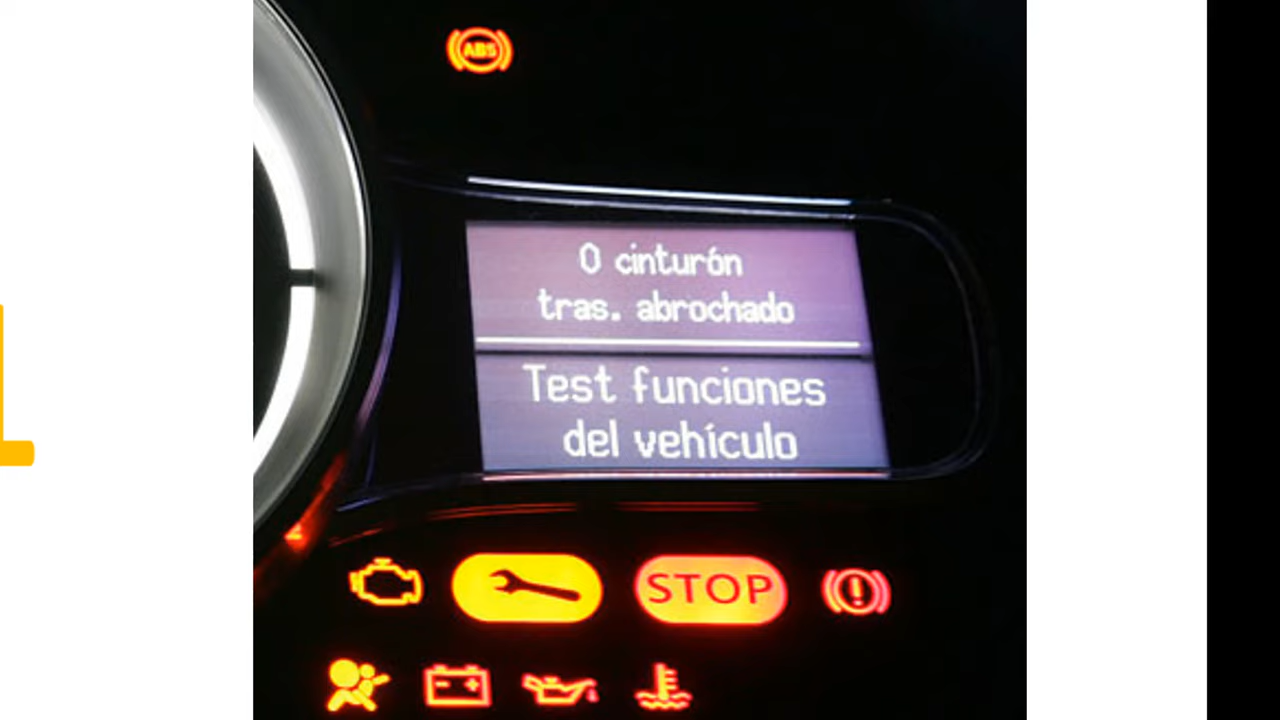 ABS
0 cinturón
tras. abrochado
Test funciones
del vehículo
STOP